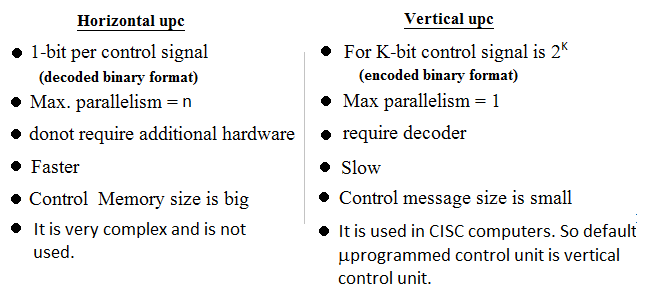 Horizontal upc
● 1-bit per control signal
(decoded binary format)
● Max. parallelism = n
● donot require additional hardware
● Faster
● Control Memory size is big
● It is very complex and is not
used.
Vertical upc
● For K-bit control signal is 2ᴷ
(encoded binary format)
● Max parallelism = 1
● require decoder
● Slow
● Control message size is small
● It is used in CISC computers. So default
μprogrammed control unit is vertical
control unit.